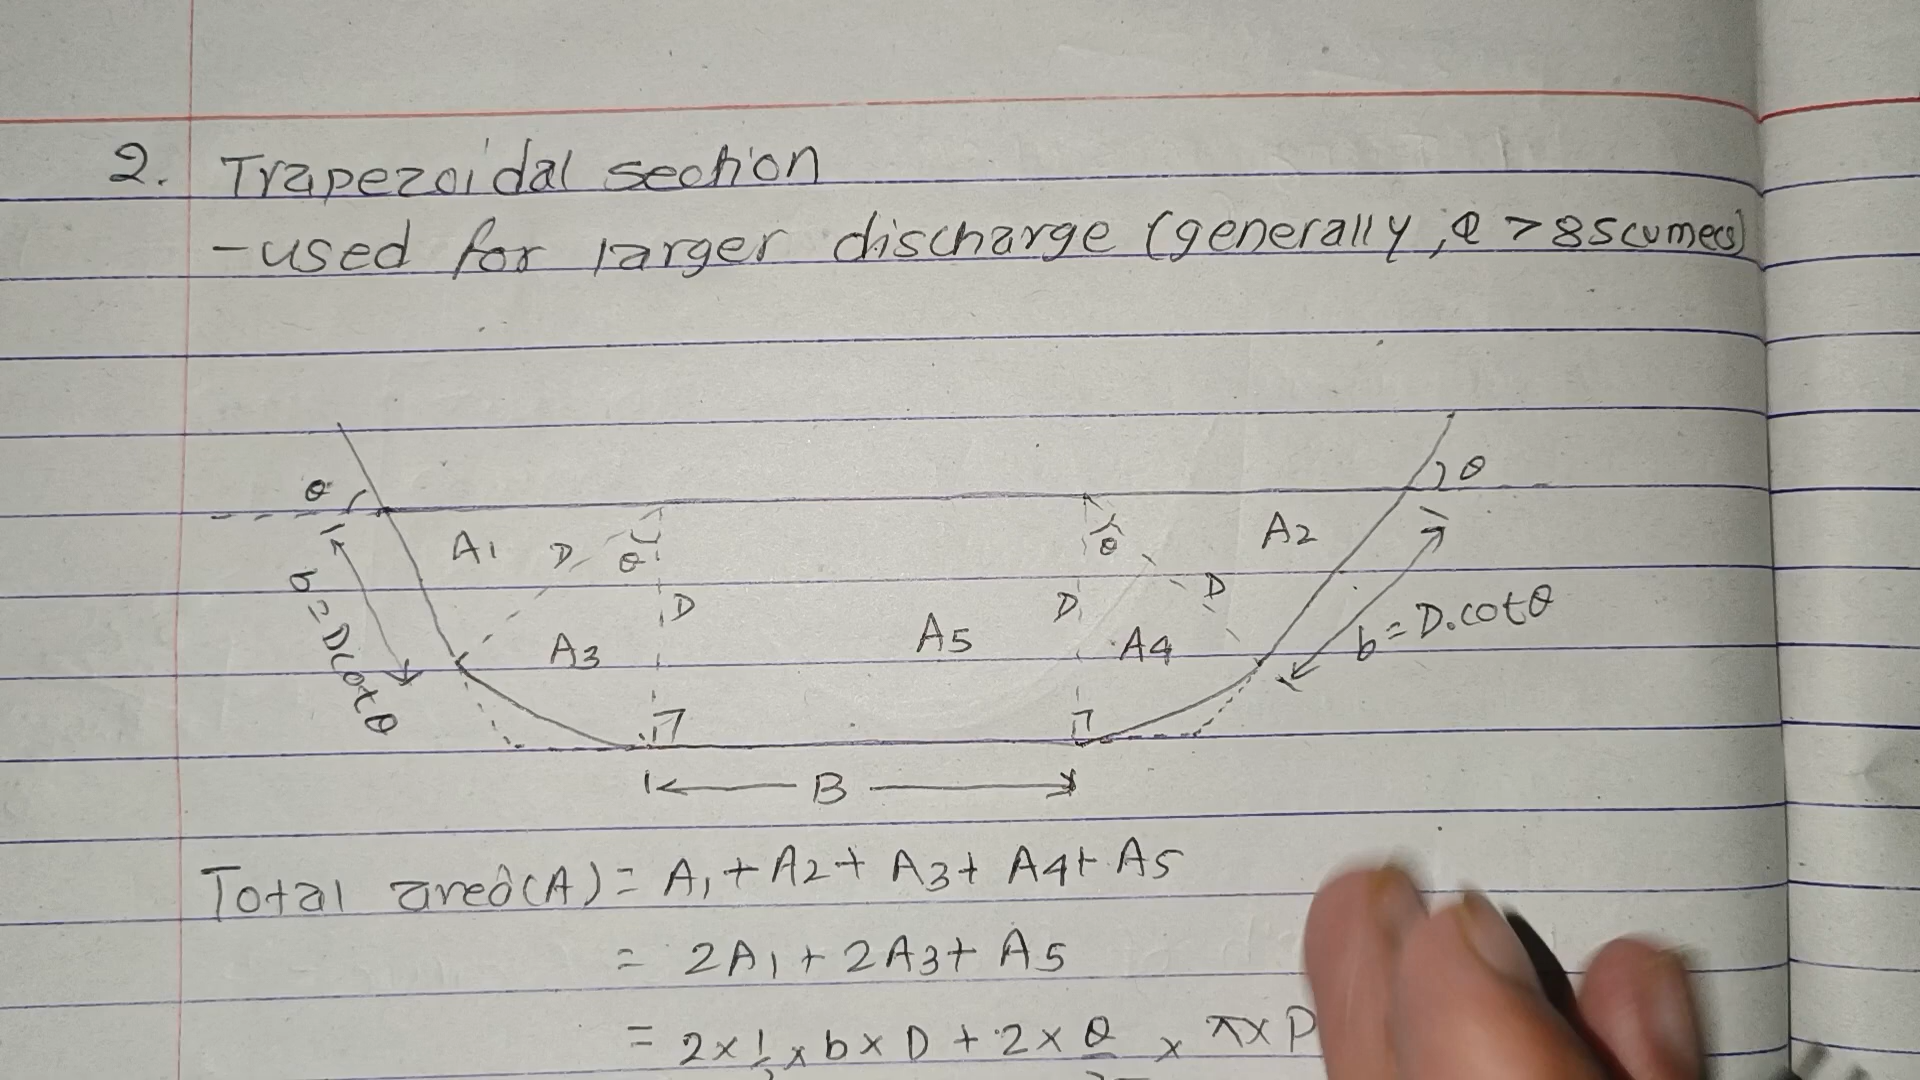 2. Trapezoidal section
-used for larger discharge (generally, Q > 85cumecs)
θ θ
A1 D θ θ A2
b = D cot θ
D D D
A3 A5 A4
b = D.cotθ
B
Total area(A) = A1 + A2 + A3 + A4 + A5
= 2A1 + 2A3 + A5
= 2 × 1/2 × b × D + 2 × θ × π×